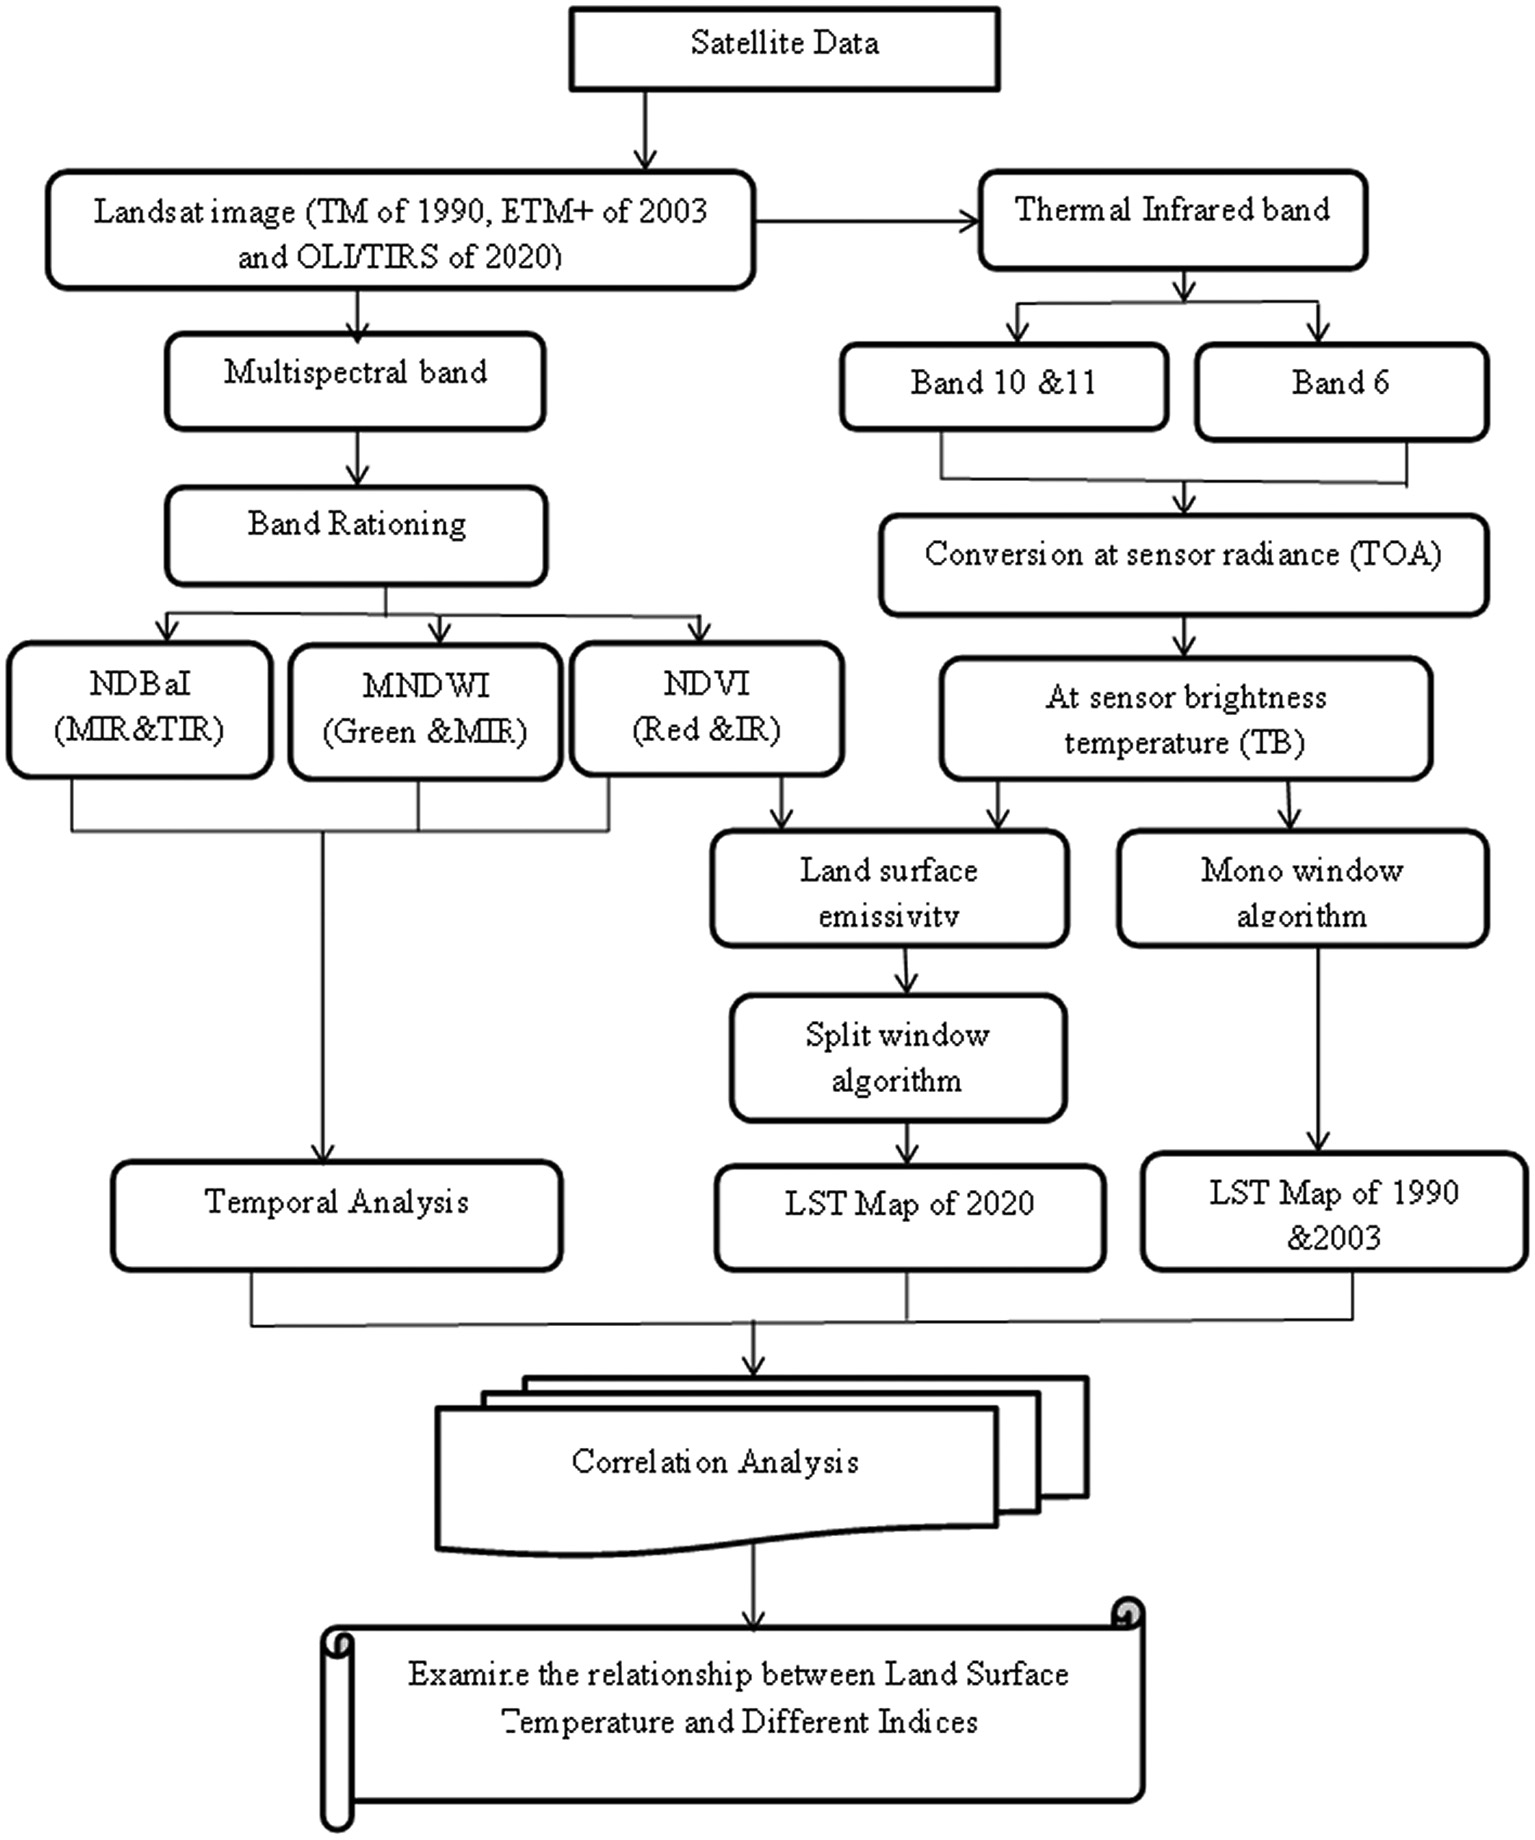 Satellite Data
Landsat image (TM of 1990, ETM+ of 2003
and OLI/TIRS of 2020)
Thermal Infrared band
Multispectral band
Band 10 &11
Band 6
Band Rationing
Conversion at sensor radiance (TOA)
NDBaI
(MIR&TIR)
MNDWI
(Green &MIR)
NDVI
(Red &IR)
At sensor brightness
temperature (TB)
Land surface
emissivity
Mono window
algorithm
Split window
algorithm
Temporal Analysis
LST Map of 2020
LST Map of 1990
&2003
Correlation Analysis
Examine the relationship between Land Surface
Temperature and Different Indices